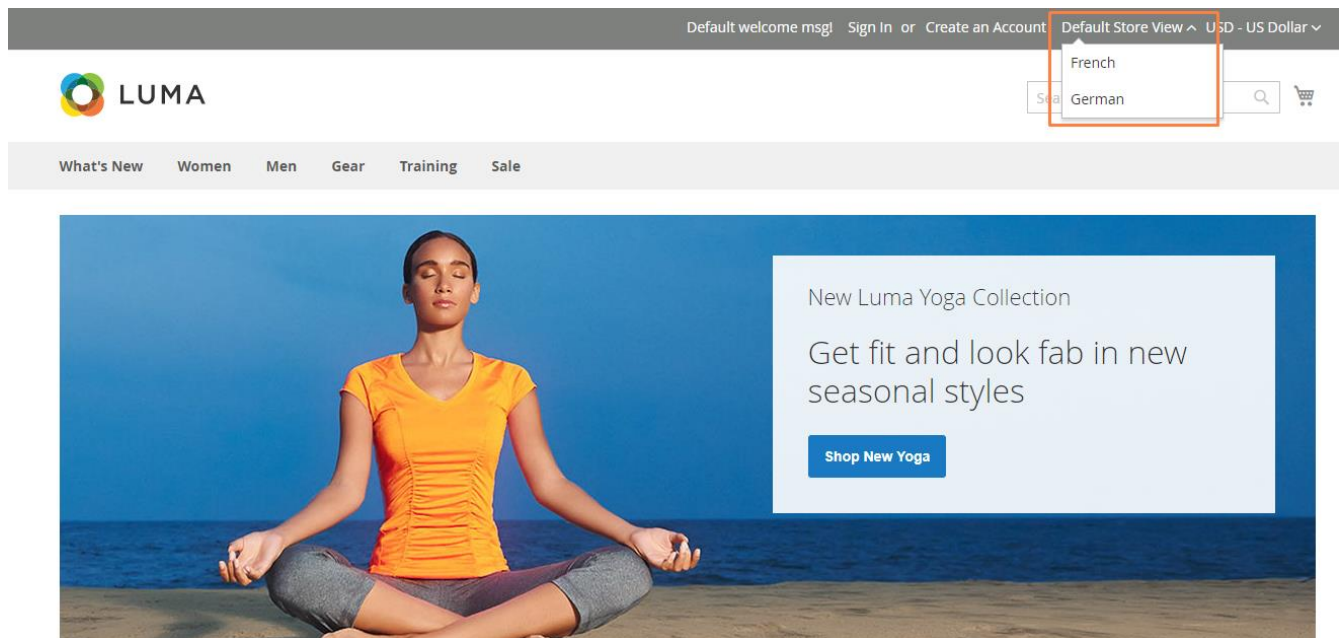 Default welcome msg! Sign In or Create an Account Default Store View USD - US Dollar
French
German
LUMA
What's New Women Men Gear Training Sale
New Luma Yoga Collection
Get fit and look fab in new
seasonal styles
Shop New Yoga